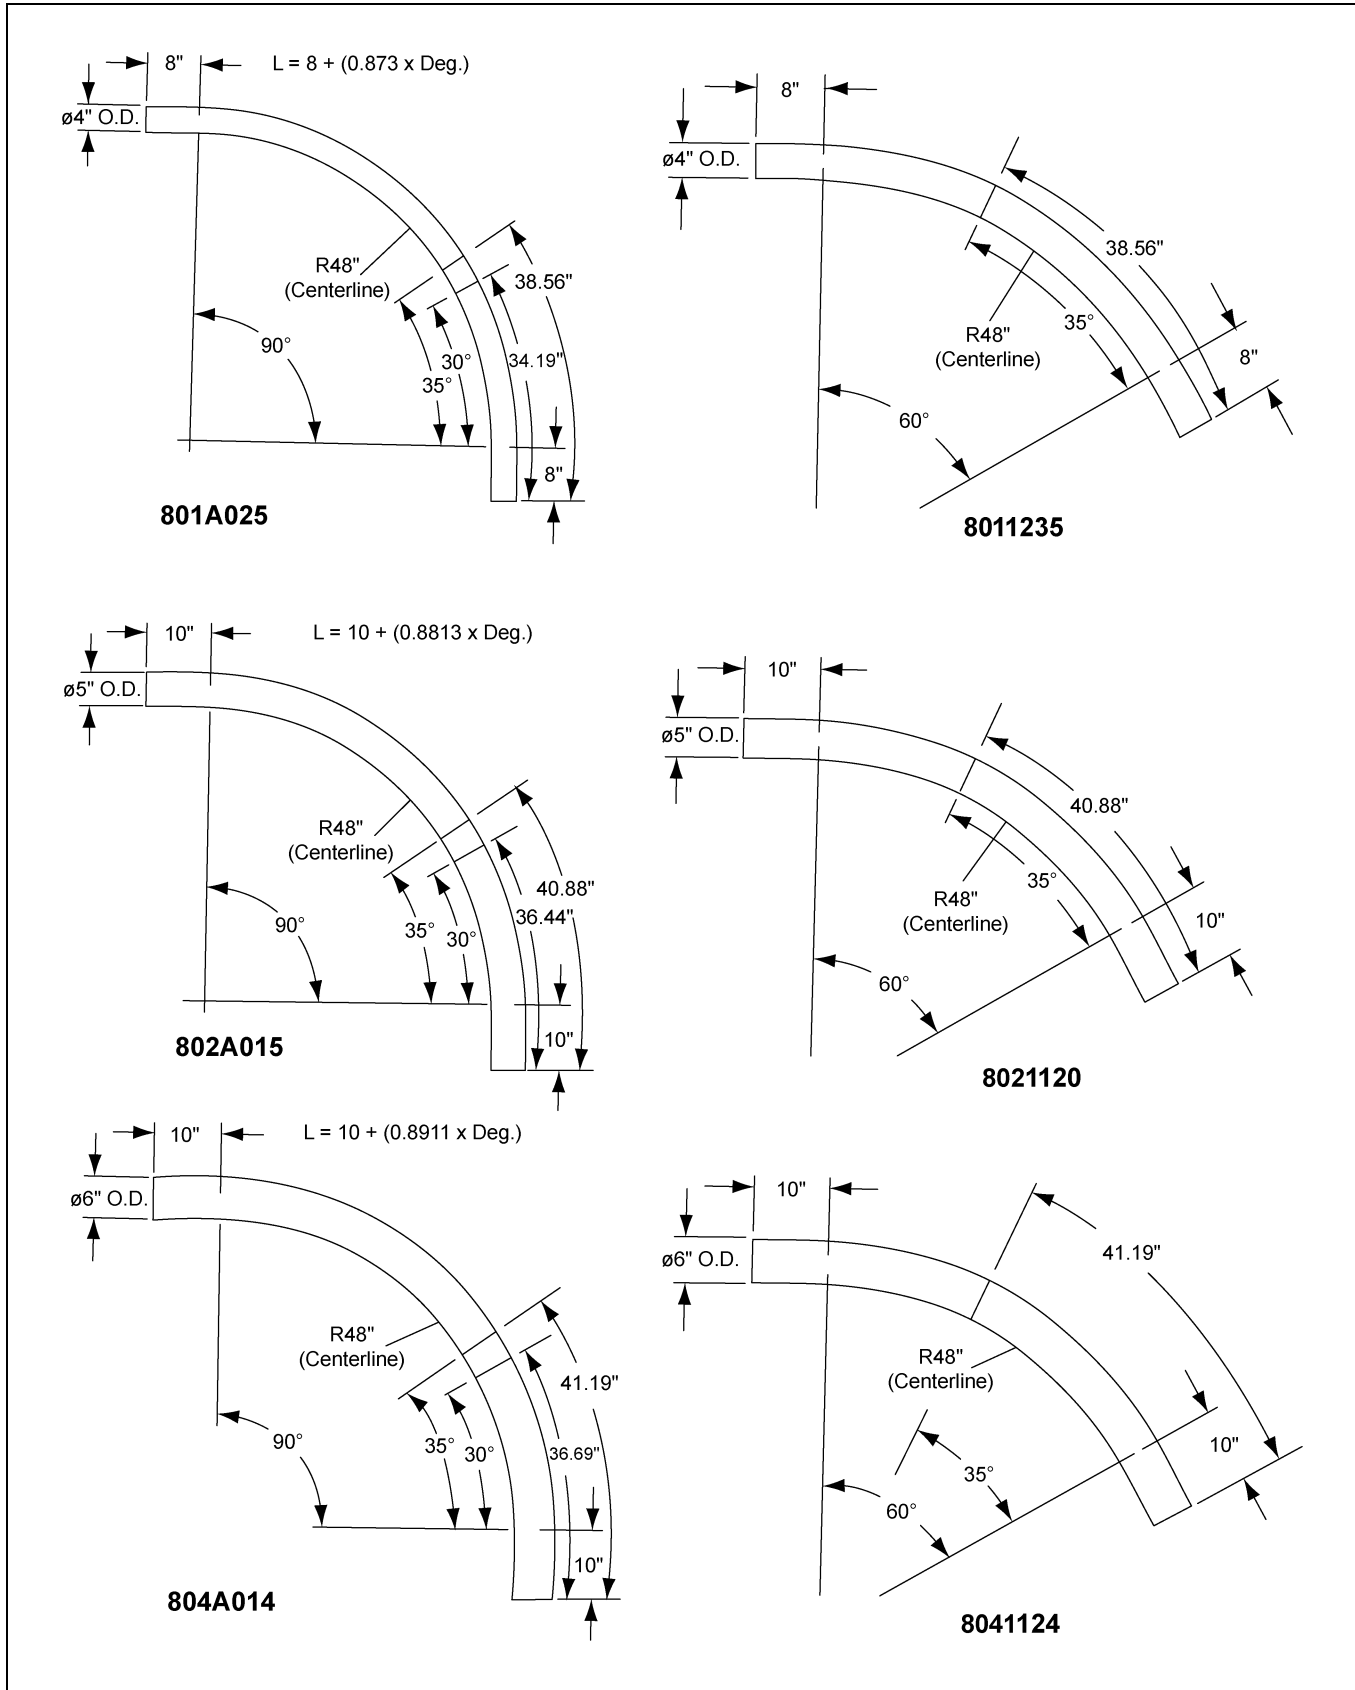 8" L = 8 + (0.873 x Deg.)
ø4" O.D.
R48"
(Centerline)
38.56"
90°
30°
35°
34.19"
8"
801A025
8"
ø4" O.D.
38.56"
35°
R48"
(Centerline)
8"
60°
8011235
10" L = 10 + (0.8813 x Deg.)
ø5" O.D.
R48"
(Centerline)
40.88"
36.44"
90°
35°
30°
10"
802A015
10"
ø5" O.D.
40.88"
35°
R48"
(Centerline)
10"
60°
8021120
10" L = 10 + (0.8911 x Deg.)
ø6" O.D.
R48"
(Centerline)
41.19"
90°
35°
30°
36.69"
10"
804A014
10"
ø6" O.D.
41.19"
R48"
(Centerline)
10"
35°
60°
8041124